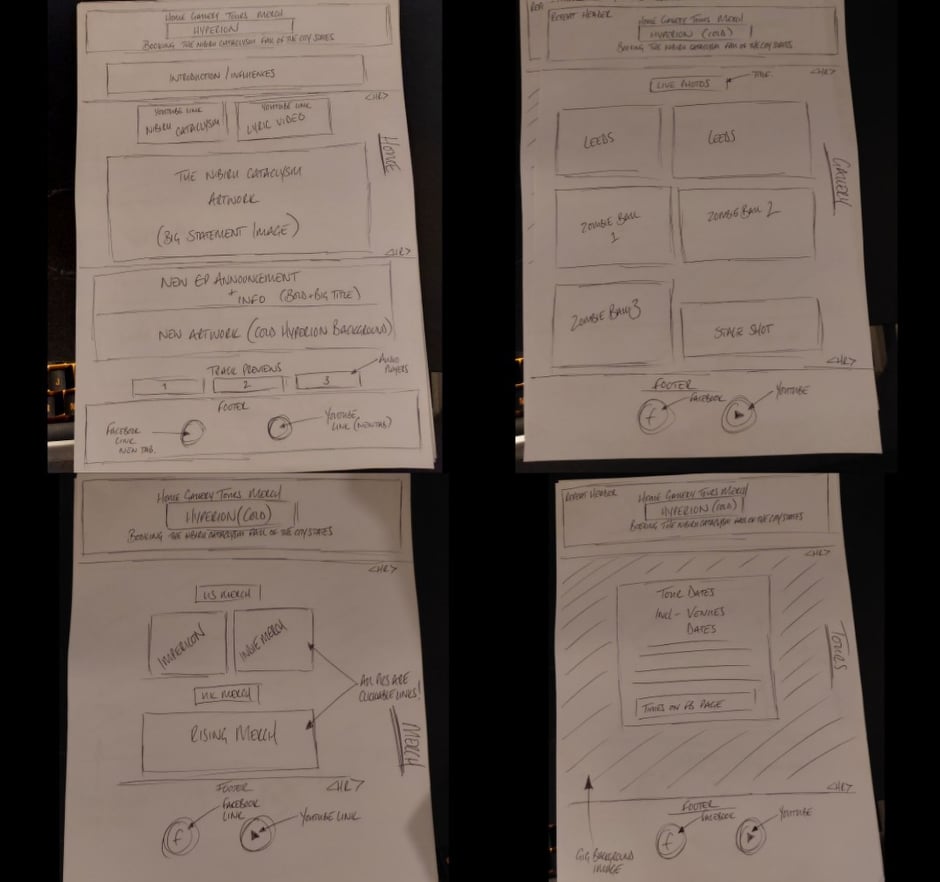 Home Gallery Tours Merch
HYPERION
BOOKING THE NIBIRU CATACLYSM FALL OF THE CITY STATES
INTRODUCTION / INFLUENCES
<HR>
YOUTUBE LINK
NIBIRU CATACLYSM
YOUTUBE LINK
LYRIC VIDEO
HOME
THE NIBIRU CATACLYSM
ARTWORK
(BIG STATEMENT IMAGE)
<HR>
NEW EP ANNOUNCEMENT
+ INFO (BOLD + BIG TITLE)
NEW ARTWORK (COLD HYPERION BACKGROUND)
TRACK PREVIEWS
AUDIO
PLAYERS
1 2 3
FOOTER
FACEBOOK
LINK
NEW TAB.
YOUTUBE
LINK (NEW TAB)
REPEAT HEADER
Home Gallery Tours Merch
HYPERION (COLD)
BOOKING THE NIBIRU CATACLYSM FALL OF THE CITY STATES
<HR>
LIVE PHOTOS
TITLE
LEEDS
LEEDS
GALLERY
ZOMBIE BALL
1
ZOMBIE BALL 2
ZOMBIE BALL 3
STAGE SHOT
<HR>
FOOTER
FACEBOOK
YOUTUBE
f
Home Gallery Tours Merch
HYPERION (COLD)
BOOKING THE NIBIRU CATACLYSM FALL OF THE CITY STATES
<HR>
US MERCH
IMPERICON
INDIEMERCH
UK MERCH
ALL PICS ARE
CLICKABLE LINKS!
RISING MERCH
MERCH
<HR>
FOOTER
FACEBOOK
LINK
YOUTUBE LINK
f
REPEAT HEADER
Home Gallery Tours Merch
HYPERION (COLD)
BOOKING THE NIBIRU CATACLYSM FALL OF THE CITY STATES
<HR>
TOUR DATES
INCL - VENUES
DATES
TOURS
TIMES ON FB PAGE
<HR>
FOOTER
FACEBOOK
YOUTUBE
f
GIG BACKGROUND
IMAGE